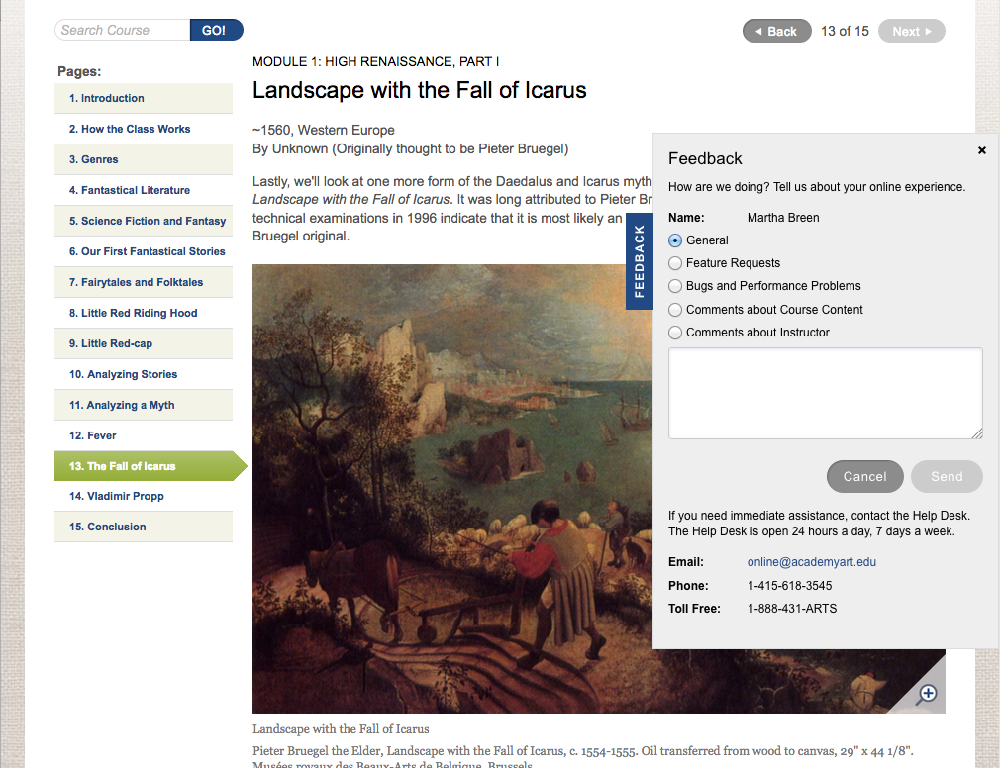 Search Course
GO!
Back
13 of 15
Next
Pages:
1. Introduction
2. How the Class Works
3. Genres
4. Fantastical Literature
5. Science Fiction and Fantasy
6. Our First Fantastical Stories
7. Fairytales and Folktales
8. Little Red Riding Hood
9. Little Red-cap
10. Analyzing Stories
11. Analyzing a Myth
12. Fever
13. The Fall of Icarus
14. Vladimir Propp
15. Conclusion
MODULE 1: HIGH RENAISSANCE, PART I
Landscape with the Fall of Icarus
~1560, Western Europe
By Unknown (Originally thought to be Pieter Bruegel)
Lastly, we'll look at one more form of the Daedalus and Icarus myth
Landscape with the Fall of Icarus. It was long attributed to Pieter Br
technical examinations in 1996 indicate that it is most likely an
Bruegel original.
FEEDBACK
Feedback
How are we doing? Tell us about your online experience.
Name: Martha Breen
General
Feature Requests
Bugs and Performance Problems
Comments about Course Content
Comments about Instructor
Cancel
Send
If you need immediate assistance, contact the Help Desk.
The Help Desk is open 24 hours a day, 7 days a week.
Email: online@academyart.edu
Phone: 1-415-618-3545
Toll Free: 1-888-431-ARTS
Landscape with the Fall of Icarus
Pieter Bruegel the Elder, Landscape with the Fall of Icarus, c. 1554-1555. Oil transferred from wood to canvas, 29" x 44 1/8".
Musées royaux des Beaux-Arts de Belgique, Brussels